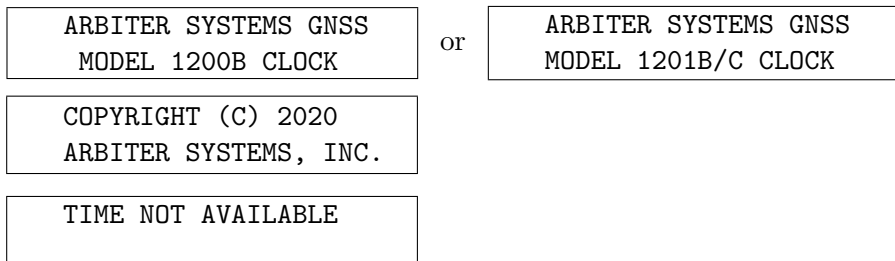 ARBITER SYSTEMS GNSS
MODEL 1200B CLOCK
or
ARBITER SYSTEMS GNSS
MODEL 1201B/C CLOCK
COPYRIGHT (C) 2020
ARBITER SYSTEMS, INC.
TIME NOT AVAILABLE